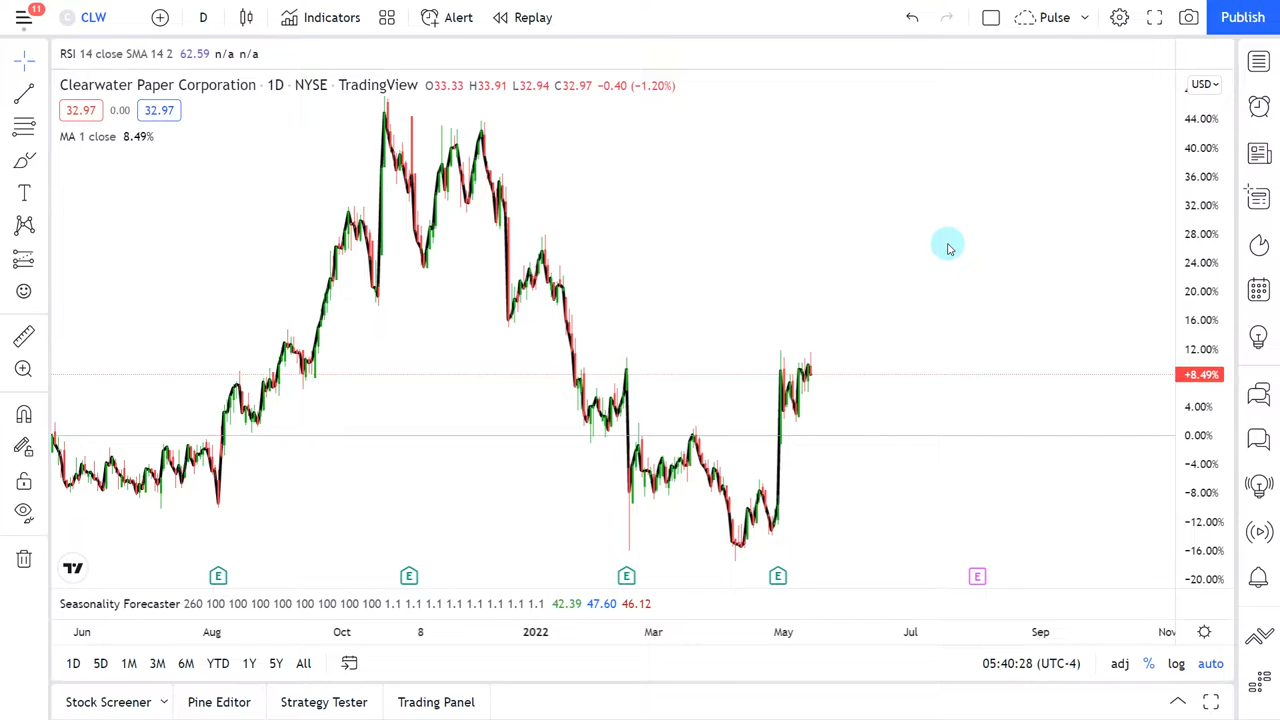 11
C CLW D Indicators Alert Replay Pulse Publish
RSI 14 close SMA 14 2 62.59 n/a n/a
Clearwater Paper Corporation · 1D · NYSE · TradingView O33.33 H33.91 L32.94 C32.97 −0.40 (−1.20%)
USD
32.97 0.00 32.97
MA 1 close 8.49%
44.00%
40.00%
36.00%
32.00%
28.00%
24.00%
20.00%
16.00%
12.00%
+8.49%
4.00%
0.00%
−4.00%
−8.00%
−12.00%
−16.00%
−20.00%
E E E E E
Seasonality Forecaster 260 100 100 100 100 100 100 100 100 1.1 1.1 1.1 1.1 1.1 1.1 1.1 1.1 42.39 47.60 46.12
Jun Aug Oct 8 2022 Mar May Jul Sep Nov
1D 5D 1M 3M 6M YTD 1Y 5Y All 05:40:28 (UTC-4) adj % log auto
Stock Screener Pine Editor Strategy Tester Trading Panel